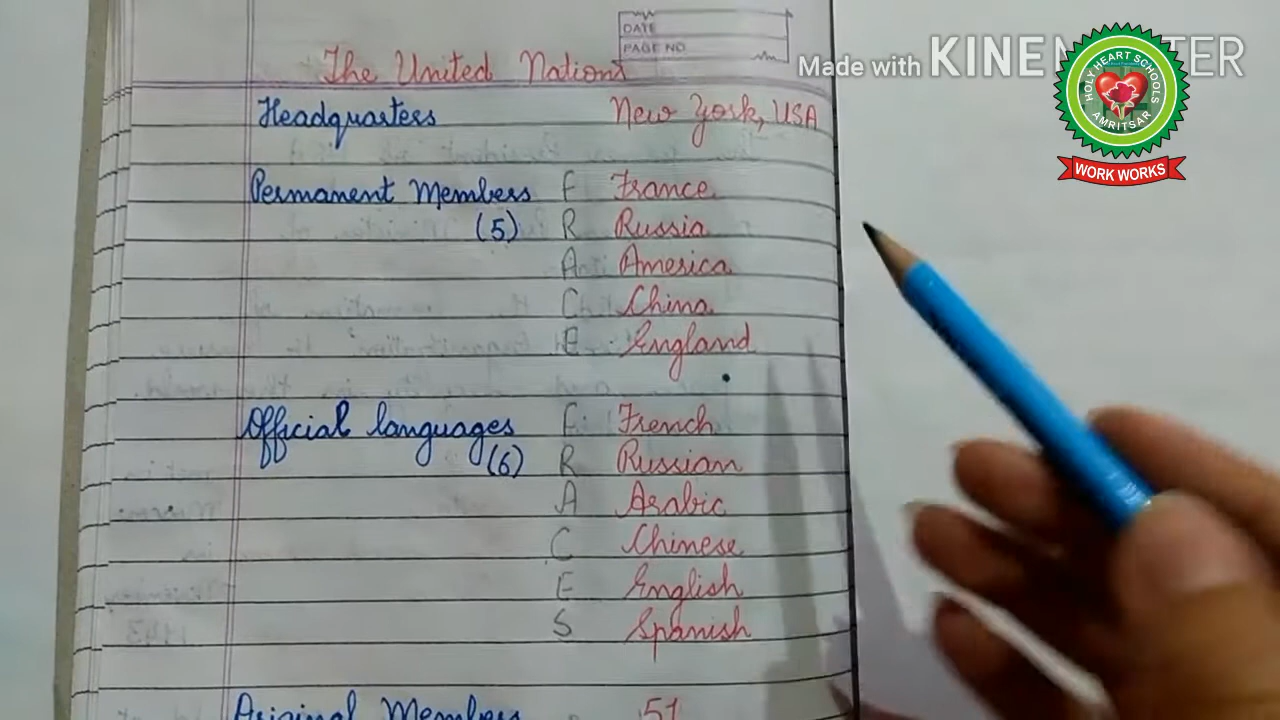 DATE
PAGE NO
The United Nations
Made with KINEMASTER
HOLY HEART SCHOOLS
AMRITSAR
WORK WORKS
Headquarters New York, USA
Permanent Members F France
(5) R Russia
A America
C China
E England
Official languages F French
(6) R Russian
A Arabic
C Chinese
E English
S Spanish
Original Members 51